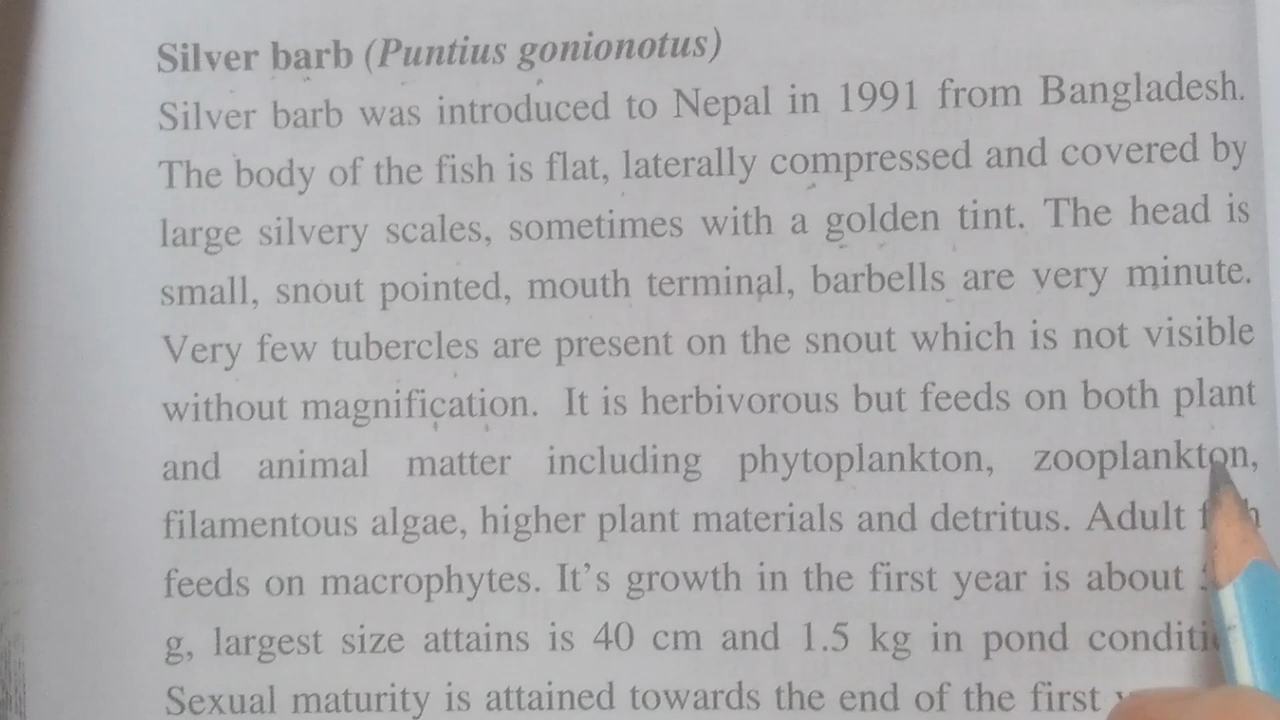 Silver barb (Puntius gonionotus)
Silver barb was introduced to Nepal in 1991 from Bangladesh.
The body of the fish is flat, laterally compressed and covered by
large silvery scales, sometimes with a golden tint. The head is
small, snout pointed, mouth terminal, barbells are very minute.
Very few tubercles are present on the snout which is not visible
without magnification. It is herbivorous but feeds on both plant
and animal matter including phytoplankton, zooplankton,
filamentous algae, higher plant materials and detritus. Adult
feeds on macrophytes. It's growth in the first year is about
g, largest size attains is 40 cm and 1.5 kg in pond
Sexual maturity is attained towards the end of the first